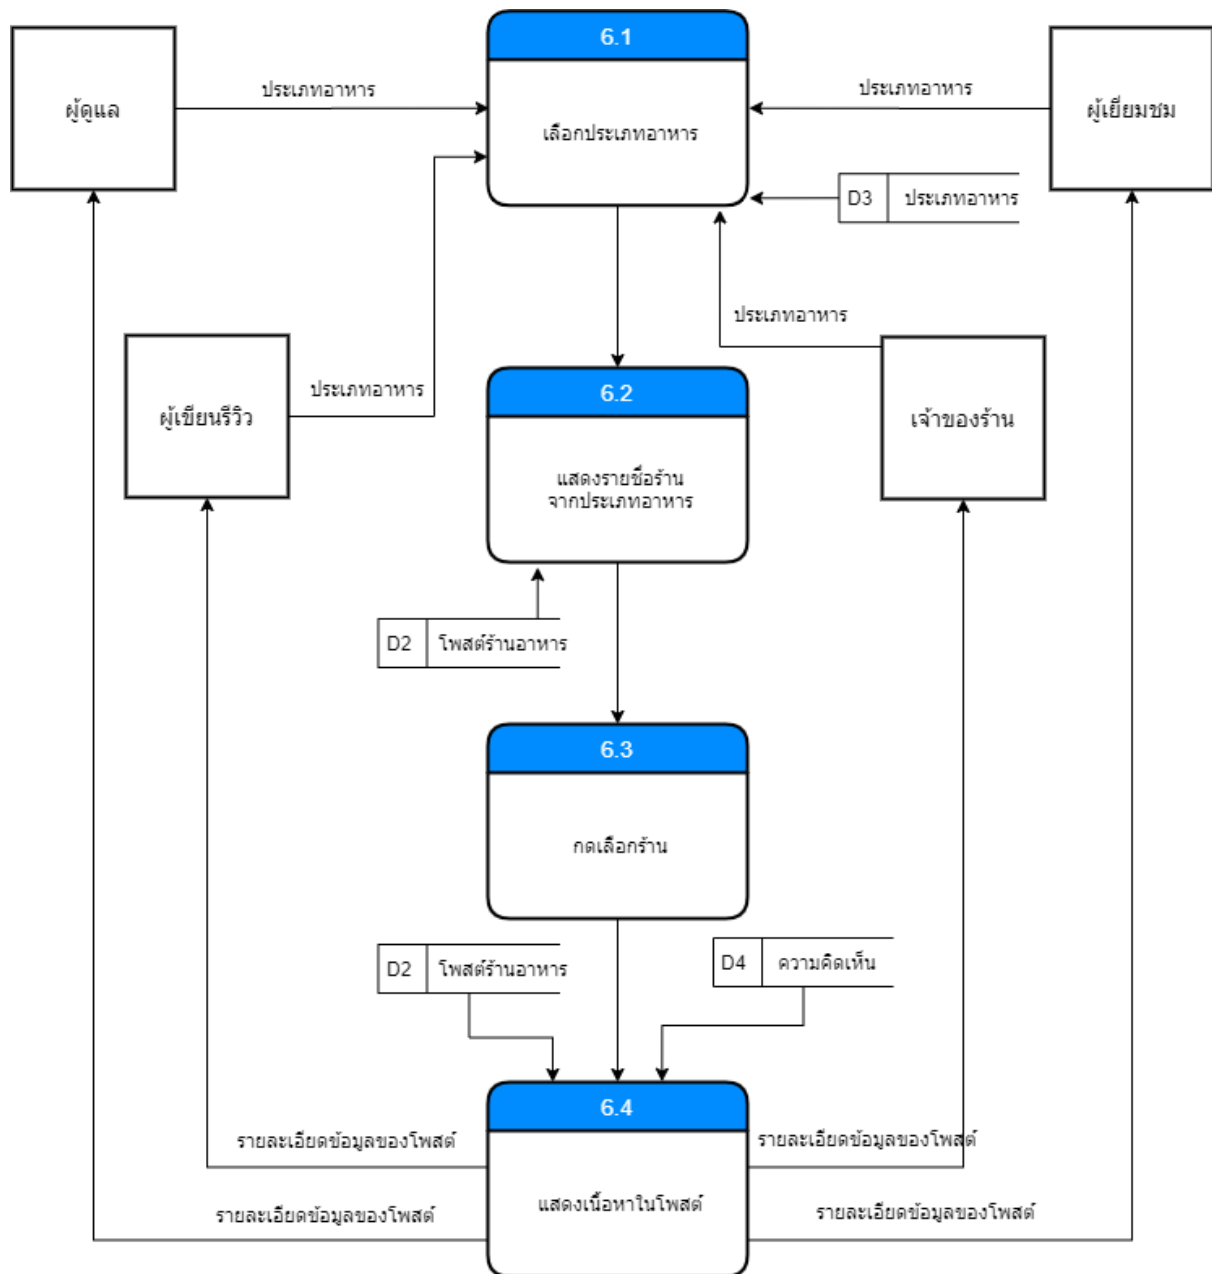 6.1
ประเภทอาหาร
ประเภทอาหาร
ผู้ดูแล
เลือกประเภทอาหาร
ผู้เยี่ยมชม
D3
ประเภทอาหาร
ประเภทอาหาร
ประเภทอาหาร
6.2
ผู้เขียนรีวิว
เจ้าของร้าน
แสดงรายชื่อร้าน
จากประเภทอาหาร
D2
โพสต์ร้านอาหาร
6.3
กดเลือกร้าน
D2
โพสต์ร้านอาหาร
D4
ความคิดเห็น
6.4
รายละเอียดข้อมูลของโพสต์
รายละเอียดข้อมูลของโพสต์
แสดงเนื้อหาในโพสต์
รายละเอียดข้อมูลของโพสต์
รายละเอียดข้อมูลของโพสต์